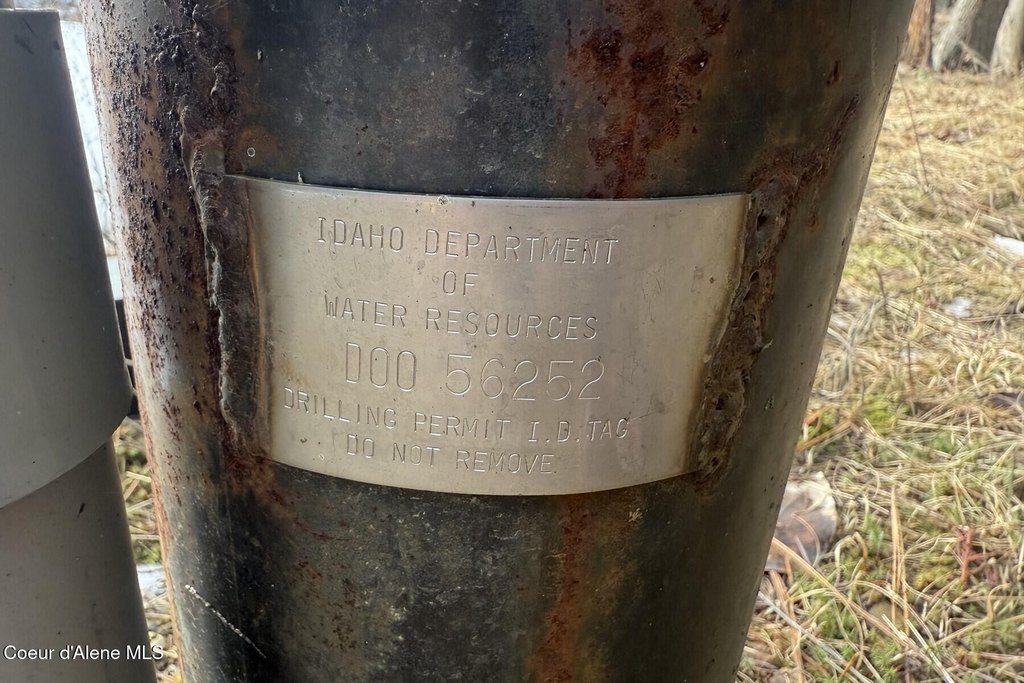 IDAHO DEPARTMENT
OF
WATER RESOURCES
D00 56252
DRILLING PERMIT I.D. TAG
DO NOT REMOVE.
Coeur d'Alene MLS